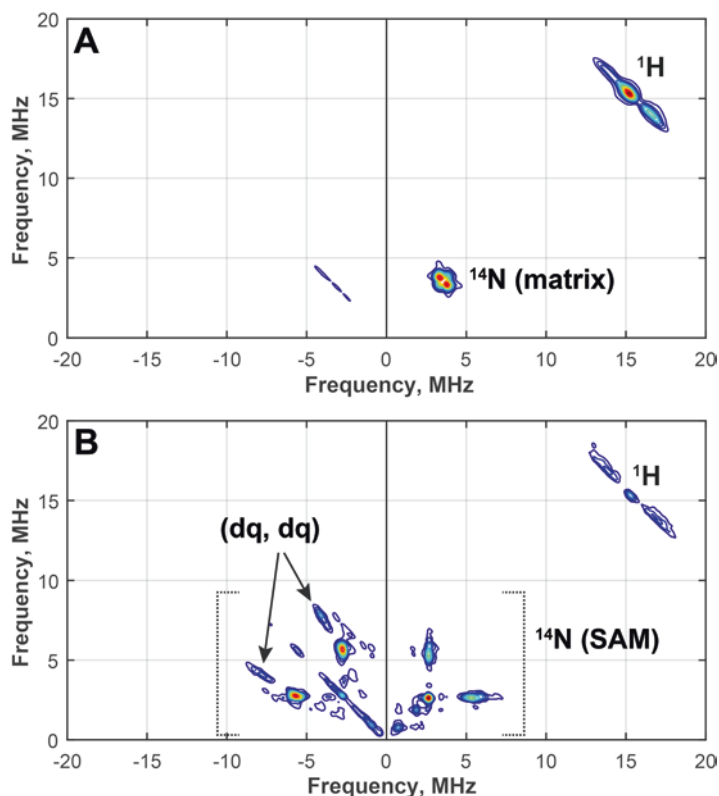 A
20
15
10
5
0
Frequency, MHz
¹H
¹⁴N (matrix)
-20 -15 -10 -5 0 5 10 15 20
Frequency, MHz
B
20
15
10
5
0
Frequency, MHz
¹H
(dq, dq)
¹⁴N (SAM)
-20 -15 -10 -5 0 5 10 15 20
Frequency, MHz